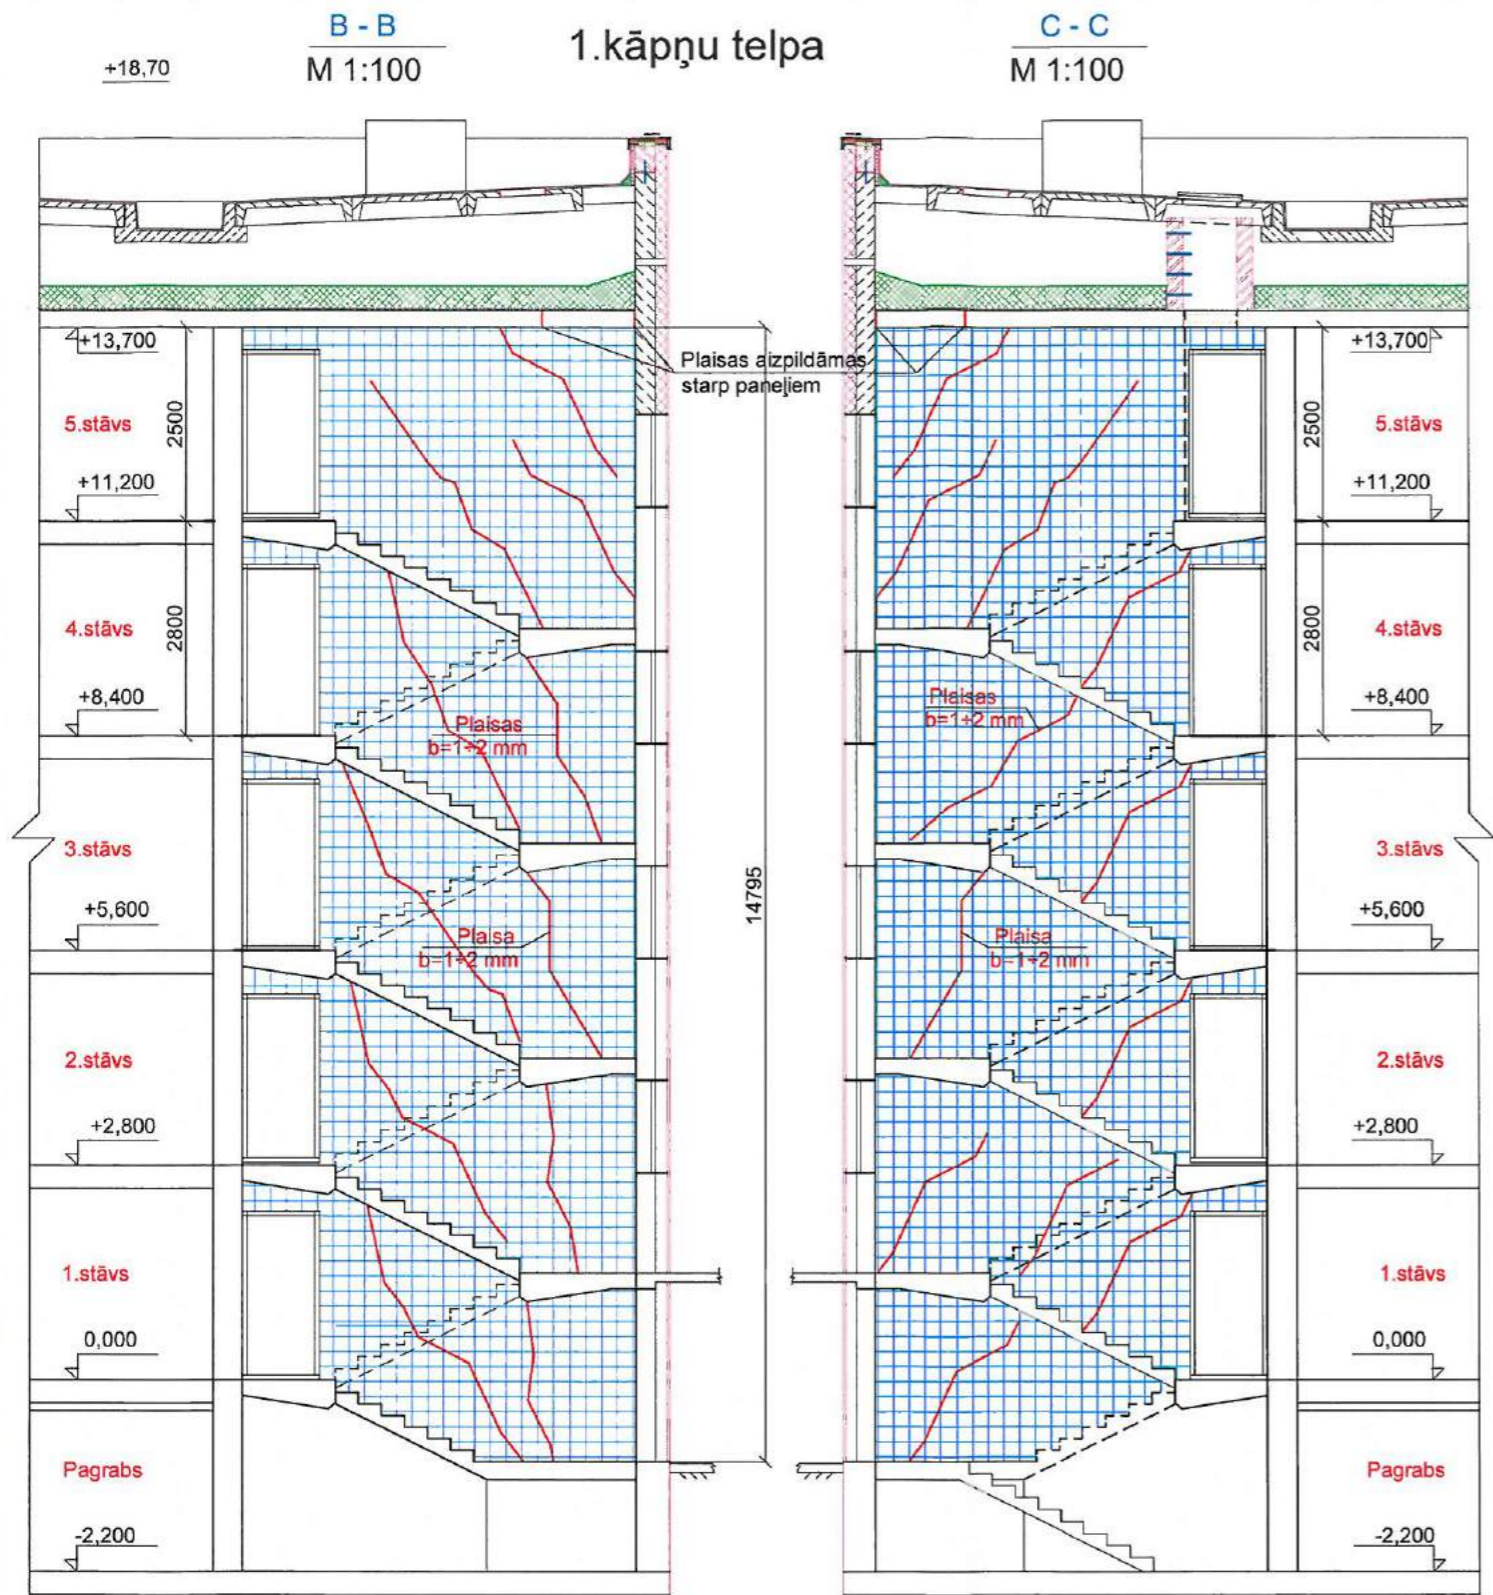 B - B
M 1:100
1.kāpņu telpa
C - C
M 1:100
+18,70
+13,700
5.stāvs
2500
+11,200
4.stāvs
2800
+8,400
3.stāvs
+5,600
2.stāvs
+2,800
1.stāvs
0,000
Pagrabs
-2,200
Plaisas
b=1÷2 mm
Plaisa
b=1÷2 mm
Plaisas aizpildāmas
starp paneļiem
14795
Plaisas
b=1÷2 mm
Plaisa
b=1÷2 mm
+13,700
2500
5.stāvs
+11,200
2800
4.stāvs
+8,400
3.stāvs
+5,600
2.stāvs
+2,800
1.stāvs
0,000
Pagrabs
-2,200